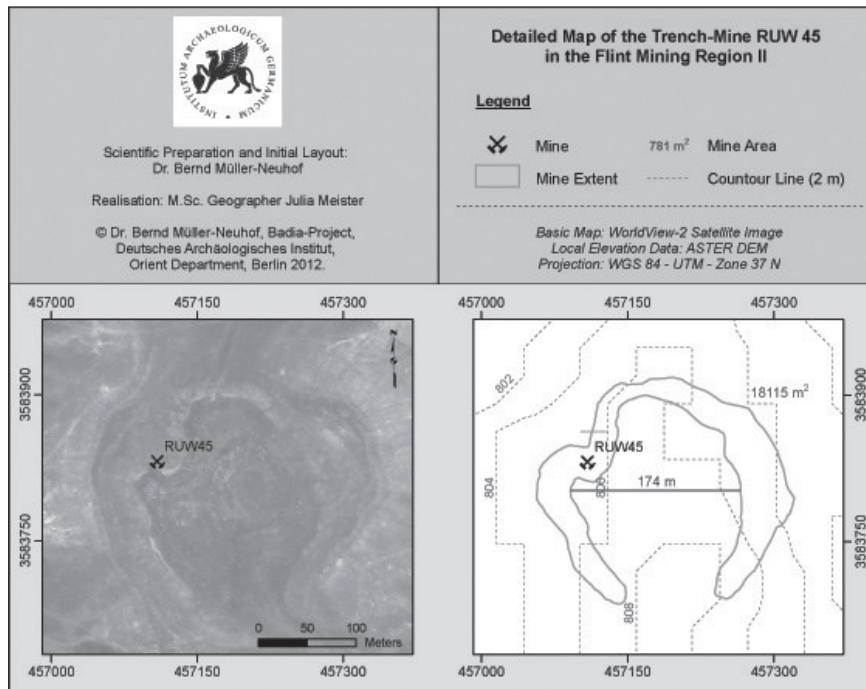 INSTITUTUM ARCHAEOLOGICUM GERMANICUM
Scientific Preparation and Initial Layout:
Dr. Bernd Müller-Neuhof
Realisation: M.Sc. Geographer Julia Meister
© Dr. Bernd Müller-Neuhof, Badia-Project,
Deutsches Archäologisches Institut,
Orient Department, Berlin 2012.
Detailed Map of the Trench-Mine RUW 45
in the Flint Mining Region II
Legend
Mine
781 m² Mine Area
Mine Extent
Countour Line (2 m)
Basic Map: WorldView-2 Satellite Image
Local Elevation Data: ASTER DEM
Projection: WGS 84 - UTM - Zone 37 N
457000 457150 457300
3583900
3583750
N
RUW45
0 50 100
Meters
457000 457150 457300
457000 457150 457300
802
804
806
808
18115 m²
RUW45
174 m
3583900
3583750
457000 457150 457300